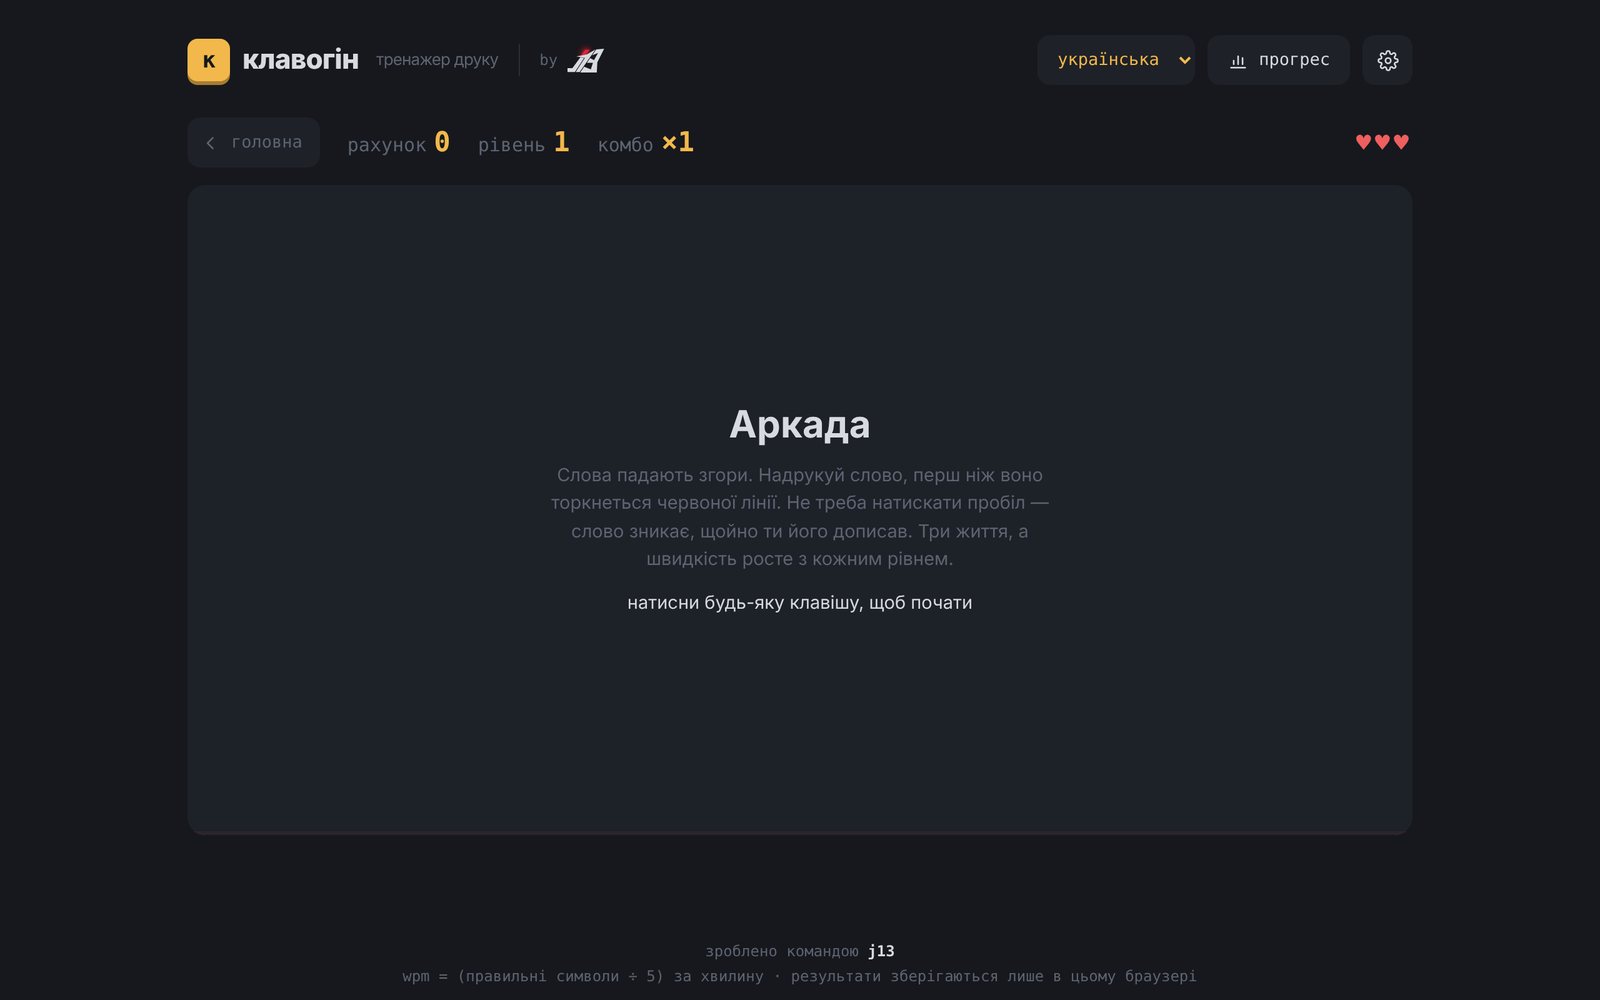 к клавогін тренажер друку by J13 українська прогрес
головна рахунок 0 рівень 1 комбо ×1 ♥♥♥
Аркада
Слова падають згори. Надрукуй слово, перш ніж воно
торкнеться червоної лінії. Не треба натискати пробіл —
слово зникає, щойно ти його дописав. Три життя, а
швидкість росте з кожним рівнем.
натисни будь-яку клавішу, щоб почати
зроблено командою j13
wpm = (правильні символи ÷ 5) за хвилину · результати зберігаються лише в цьому браузері